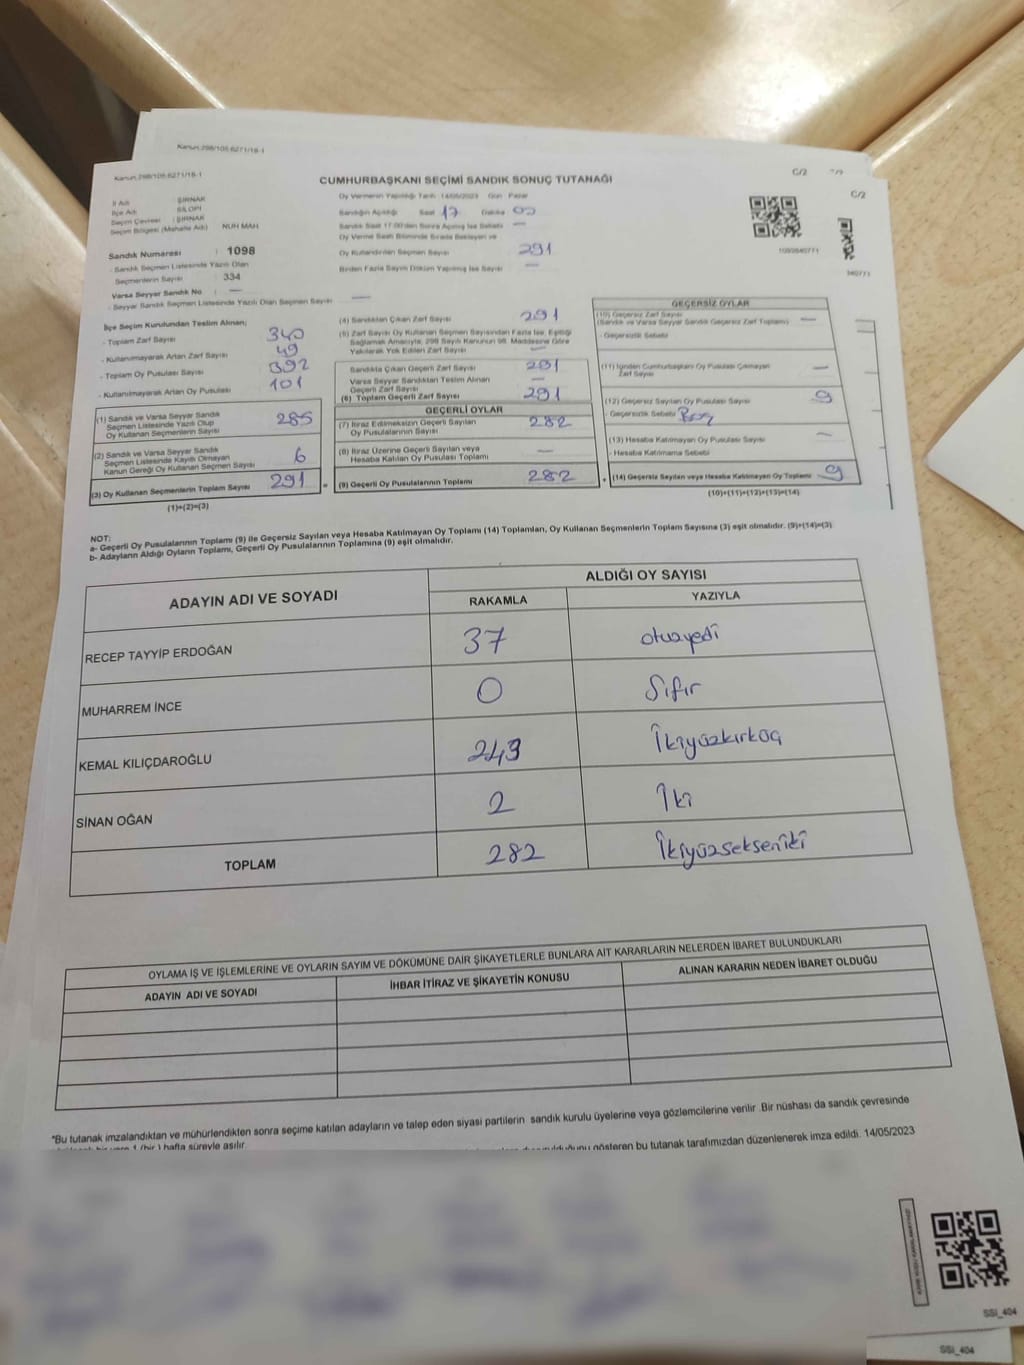 Kanun:298/105:6271/18-1
Kanun:298/105:6271/18-1
C/2
C/2
CUMHURBAŞKANI SEÇİMİ SANDIK SONUÇ TUTANAĞI
İl Adı : ŞIRNAK
İlçe Adı : SİLOPİ
Seçim Çevresi : ŞIRNAK
Seçim Bölgesi (Mahalle Adı) NUH MAH
Sandık Numarası : 1098
- Sandık Seçmen Listesinde Yazılı Olan
Seçmenlerin Sayısı : 334
Varsa Seyyar Sandık No —
- Seyyar Sandık Seçmen Listesinde Yazılı Olan Seçmen Sayısı —
Oy Vermenin Yapıldığı Tarih 14/05/2023 Gün Pazar
Sandığın Açıldığı Saat 17 Dakika 00
Sandık Saat 17:00'den Sonra Açılmış İse Sebebi —
Oy Verme Saati Bitiminde Sırada Bekleyen ve
Oy Kullandırılan Seçmen Sayısı 291
Birden Fazla Sayım Döküm Yapılmış İse Sayısı —
1093840771
340771
İlçe Seçim Kurulundan Teslim Alınan;
- Toplam Zarf Sayısı 340
- Kullanılmayarak Artan Zarf Sayısı 49
- Toplam Oy Pusulası Sayısı 392
- Kullanılmayarak Artan Oy Pusulası 101
(1) Sandık ve Varsa Seyyar Sandık
Seçmen Listesinde Yazılı Olup
Oy Kullanan Seçmenlerin Sayısı 285
(2) Sandık ve Varsa Seyyar Sandık
Seçmen Listesinde Kayıtlı Olmayan
Kanun Gereği Oy Kullanan Seçmen Sayısı 6
(3) Oy Kullanan Seçmenlerin Toplam Sayısı 291
(1)+(2)=(3)
(4) Sandıktan Çıkan Zarf Sayısı 291
(5) Zarf Sayısı Oy Kullanan Seçmen Sayısından Fazla İse, Eşitliği
Sağlamak Amacıyla, 298 Sayılı Kanunun 98. Maddesine Göre
Yakılarak Yok Edilen Zarf Sayısı —
Sandıkta Çıkan Geçerli Zarf Sayısı 291
Varsa Seyyar Sandıktan Teslim Alınan
Geçerli Zarf Sayısı —
(6) Toplam Geçerli Zarf Sayısı 291
GEÇERLİ OYLAR
(7) İtiraz Edilmeksizin Geçerli Sayılan
Oy Pusulalarının Sayısı 282
(8) İtiraz Üzerine Geçerli Sayılan veya
Hesaba Katılan Oy Pusulası Toplamı —
(9) Geçerli Oy Pusulalarının Toplamı 282
GEÇERSİZ OYLAR
(10) Geçersiz Zarf Sayısı
(Sandık ve Varsa Seyyar Sandık Geçersiz Zarf Toplamı) —
- Geçersizlik Sebebi
(11) İçinden Cumhurbaşkanı Oy Pusulası Çıkmayan
Zarf Sayısı —
(12) Geçersiz Sayılan Oy Pusulası Sayısı 9
- Geçersizlik Sebebi Boş
(13) Hesaba Katılmayan Oy Pusulası Sayısı —
- Hesaba Katılmama Sebebi
(14) Geçersiz Sayılan veya Hesaba Katılmayan Oy Toplamı 9
(10)+(11)+(12)+(13)=(14)
NOT:
a- Geçerli Oy Pusulalarının Toplamı (9) ile Geçersiz Sayılan veya Hesaba Katılmayan Oy Toplamı (14) Toplamları, Oy Kullanan Seçmenlerin Toplam Sayısına (3) eşit olmalıdır. (9)+(14)=(3)
b- Adayların Aldığı Oyların Toplamı, Geçerli Oy Pusulalarının Toplamına (9) eşit olmalıdır.
ADAYIN ADI VE SOYADI
ALDIĞI OY SAYISI
RAKAMLA YAZIYLA
RECEP TAYYİP ERDOĞAN 37 otuzyedi
MUHARREM İNCE 0 Sıfır
KEMAL KILIÇDAROĞLU 243 İkiyüzkırküç
SİNAN OĞAN 2 İki
TOPLAM 282 İkiyüzsekseniki
OYLAMA İŞ VE İŞLEMLERİNE VE OYLARIN SAYIM VE DÖKÜMÜNE DAİR ŞİKAYETLERLE BUNLARA AİT KARARLARIN NELERDEN İBARET BULUNDUKLARI
ADAYIN ADI VE SOYADI İHBAR İTİRAZ VE ŞİKAYETİN KONUSU ALINAN KARARIN NEDEN İBARET OLDUĞU
*Bu tutanak imzalandıktan ve mühürlendikten sonra seçime katılan adayların ve talep eden siyasi partilerin sandık kurulu üyelerine veya gözlemcilerine verilir .Bir nüshası da sandık çevresinde
bir yere 1 (bir ) hafta süreyle asılır.
gösteren bu tutanak tarafımızdan düzenlenerek imza edildi. 14/05/2023
SSİ_404
SSİ_404